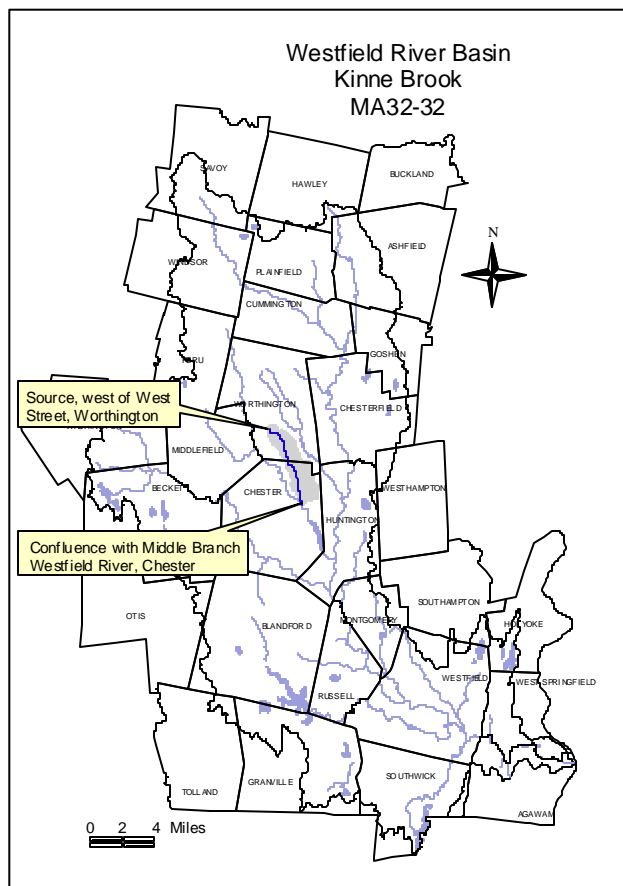 Westfield River Basin
Kinne Brook
MA32-32
SAVOY
HAWLEY
BUCKLAND
ASHFIELD
N
WINDSOR
PLAINFIELD
CUMMINGTON
GOSHEN
PERU
Source, west of West
Street, Worthington
WORTHINGTON
CHESTERFIELD
MIDDLEFIELD
BECKET
CHESTER
WESTHAMPTON
HUNTINGTON
Confluence with Middle Branch
Westfield River, Chester
SOUTHAMPTON
OTIS
BLANDFORD
MONTGOMERY
HOLYOKE
WESTFIELD
WEST SPRINGFIELD
RUSSELL
TOLLAND
GRANVILLE
SOUTHWICK
AGAWAM
0 2 4 Miles